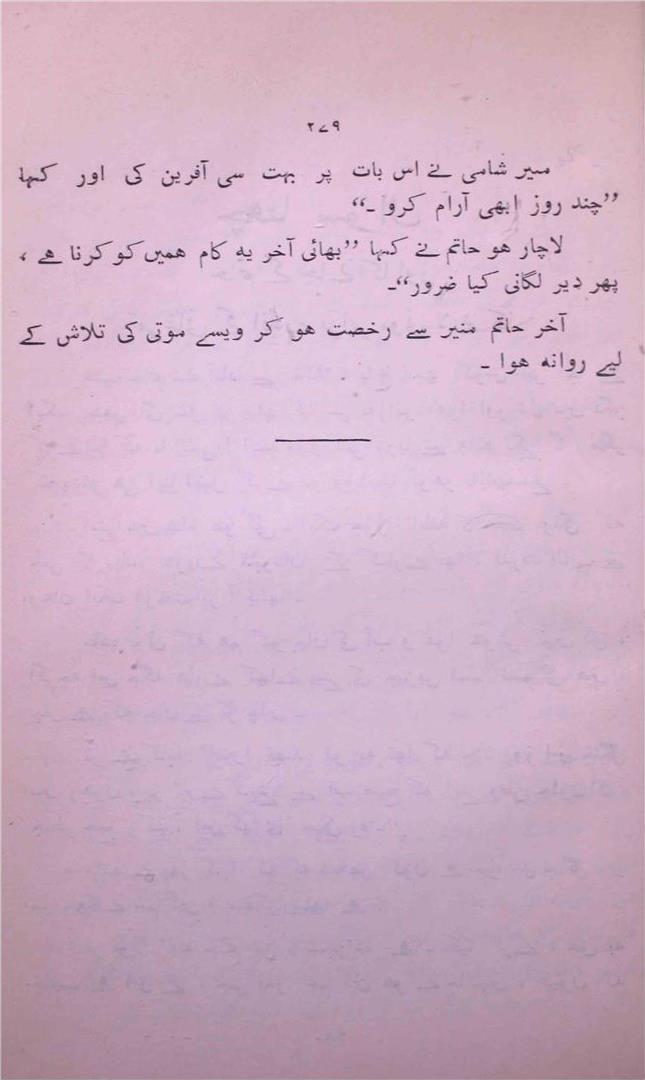 ۲۷۹
منیر شامی نے اس بات پر بہت سی آفرین کی اور کہا
”چند روز ابھی آرام کرو ۔“
لاچار ہو حاتم نے کہا ”بھائی آخر یہ کام ہمیں کو کرنا ہے ،
پھر دیر لگانی کیا ضرور“۔
آخر حاتم منیر سے رخصت ہو کر ویسے موتی کی تلاش کے
لیے روانہ ہوا ۔